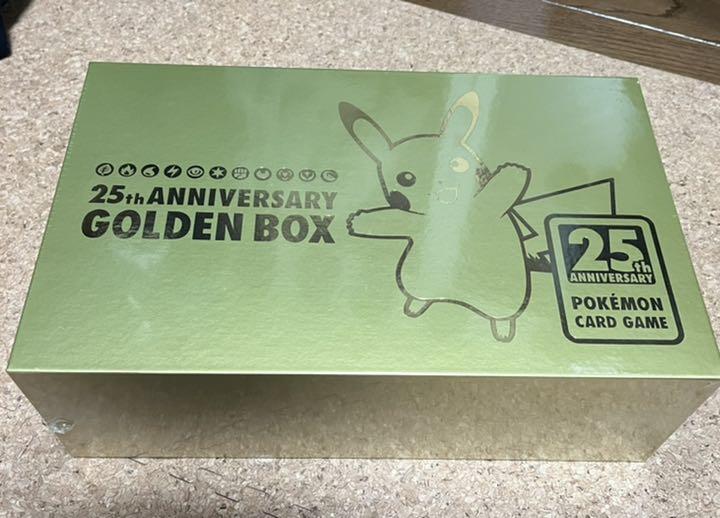 25th ANNIVERSARY
GOLDEN BOX
25th
ANNIVERSARY
POKÉMON
CARD GAME